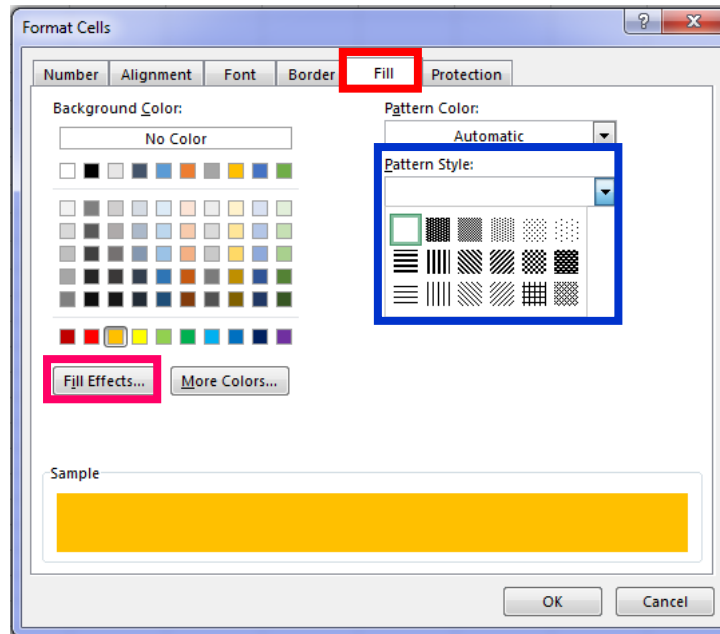 Format Cells
? X
Number Alignment Font Border Fill Protection
Background Color:
No Color
Pattern Color:
Automatic
Pattern Style:
Fill Effects...
More Colors...
Sample
OK Cancel